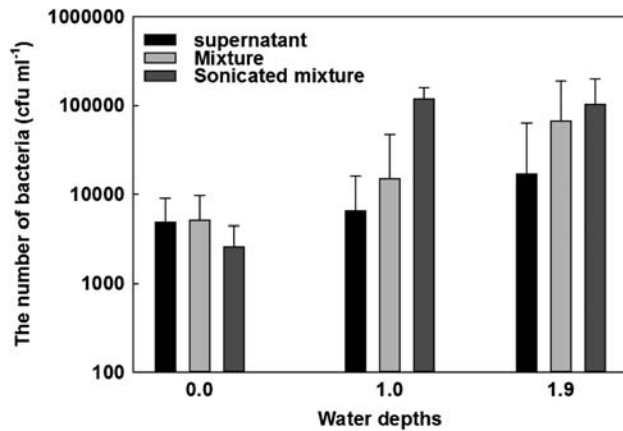 The number of bacteria (cfu ml⁻¹)
1000000
100000
10000
1000
100
supernatant
Mixture
Sonicated mixture
0.0 1.0 1.9
Water depths